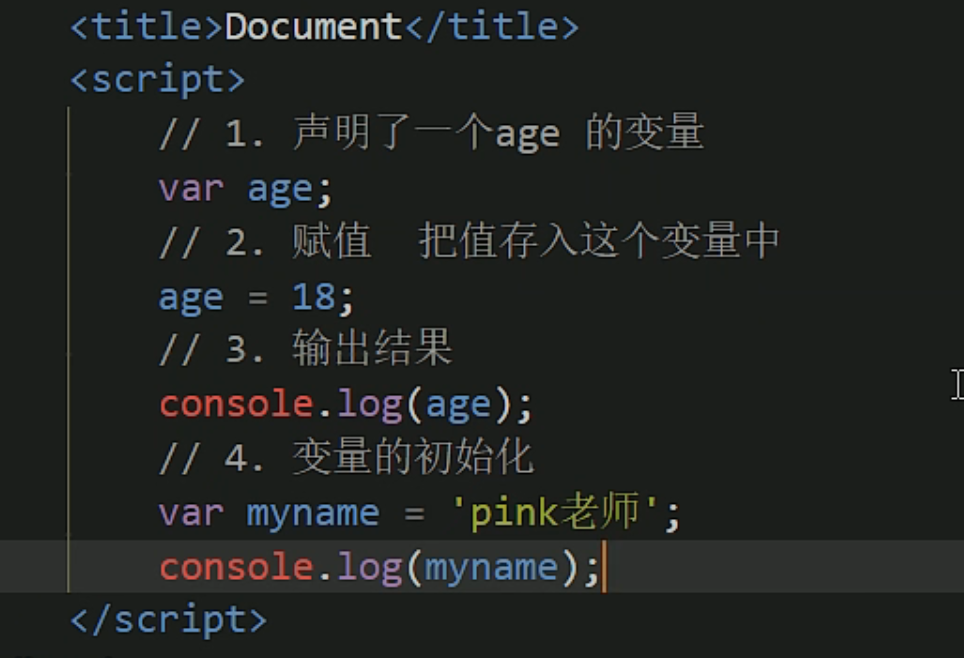 <title>Document</title>
<script>
// 1. 声明了一个age 的变量
var age;
// 2. 赋值  把值存入这个变量中
age = 18;
// 3. 输出结果
console.log(age);
// 4. 变量的初始化
var myname = 'pink老师';
console.log(myname);
</script>